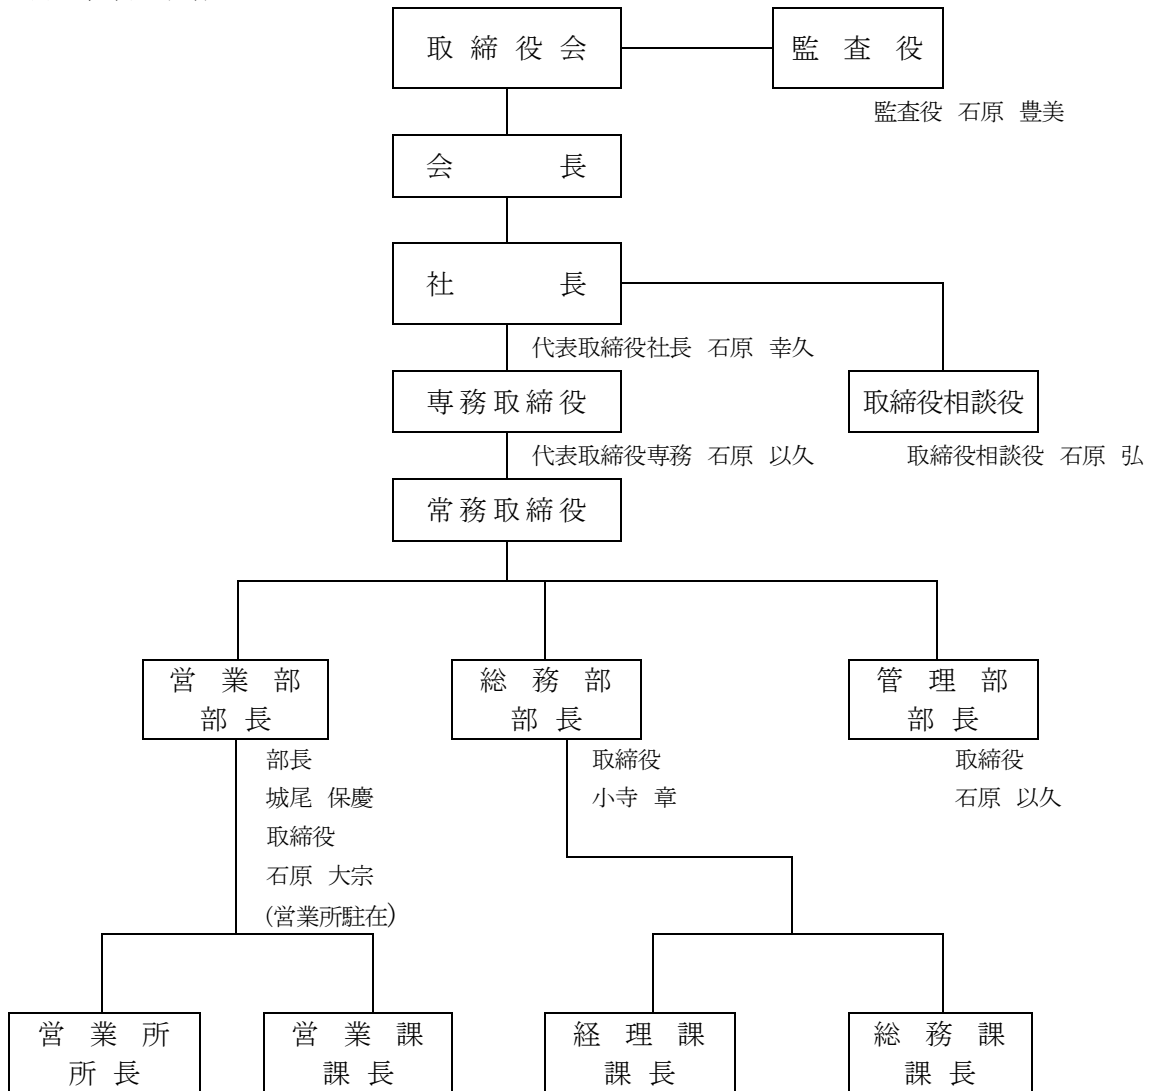 取締役会
監査役
監査役 石原 豊美
会長
社長
代表取締役社長 石原 幸久
専務取締役
取締役相談役
代表取締役専務 石原 以久
取締役相談役 石原 弘
常務取締役
営業部
部長
総務部
部長
管理部
部長
部長
城尾 保慶
取締役
石原 大宗
(営業所駐在)
取締役
小寺 章
取締役
石原 以久
営業所
所長
営業課
課長
経理課
課長
総務課
課長